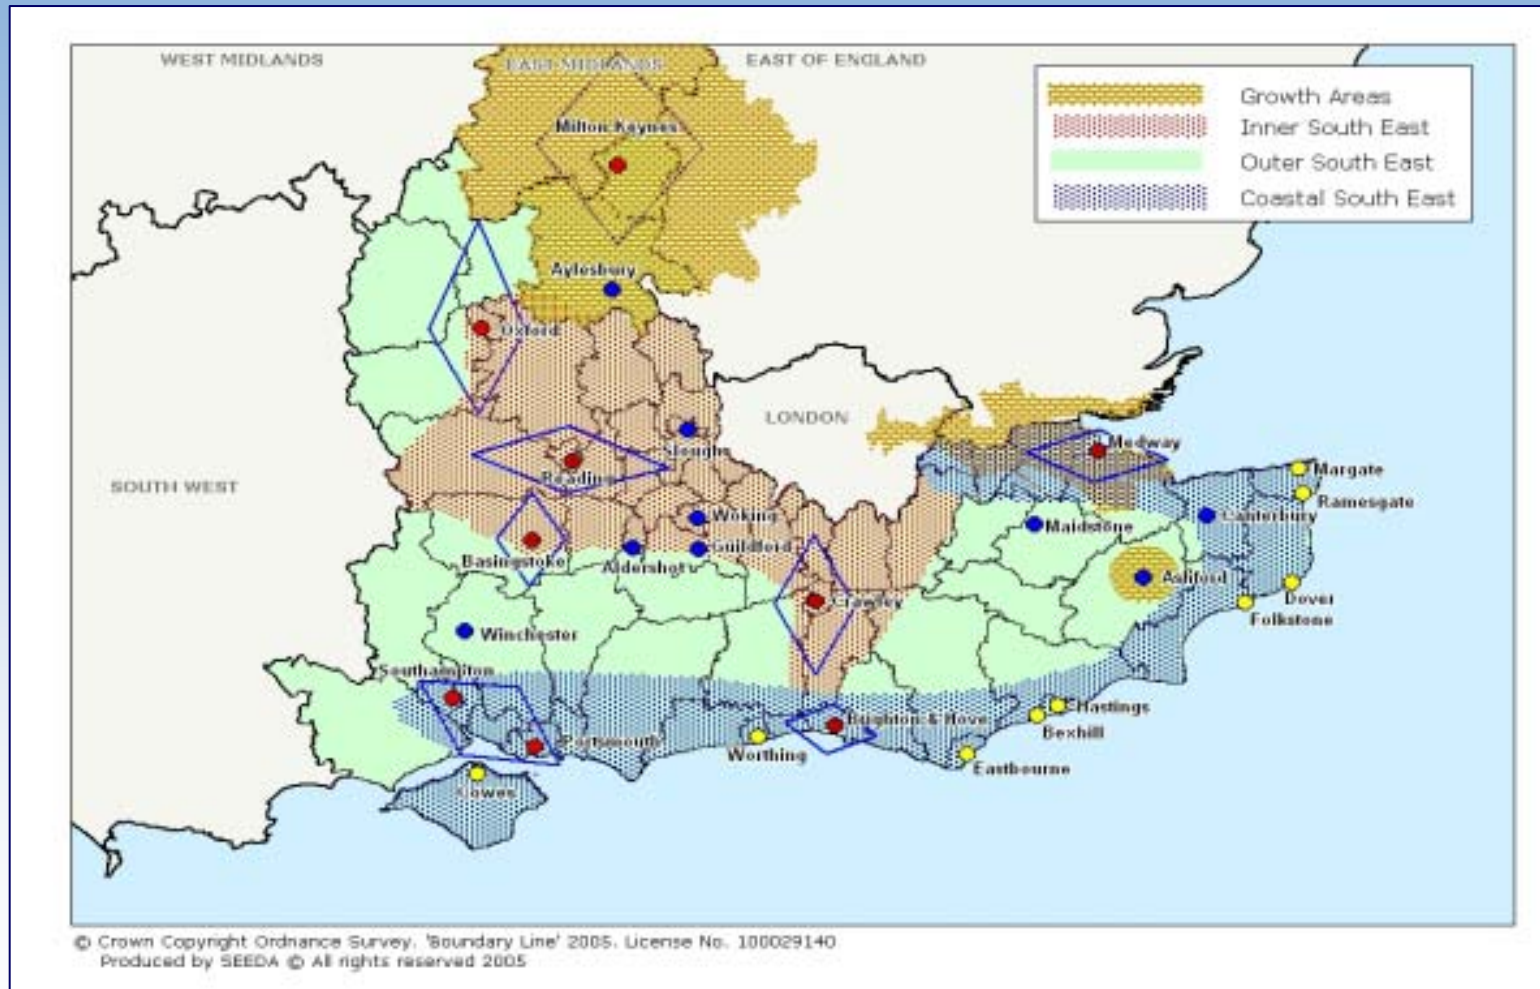 WEST MIDLANDS
EAST MIDLANDS
EAST OF ENGLAND
Growth Areas
Inner South East
Outer South East
Coastal South East
Milton Keynes
Aylesbury
Oxford
LONDON
Slough
Medway
Reading
Margate
SOUTH WEST
Ramesgate
Woking
Canterbury
Maidstone
Guildford
Basingstoke
Aldershot
Ashford
Crawley
Dover
Folkstone
Winchester
Southampton
Hastings
Brighton & Hove
Bexhill
Portsmouth
Worthing
Eastbourne
Cowes
© Crown Copyright Ordnance Survey. 'Boundary Line' 2005. License No. 100029140
Produced by SEEDA © All rights reserved 2005